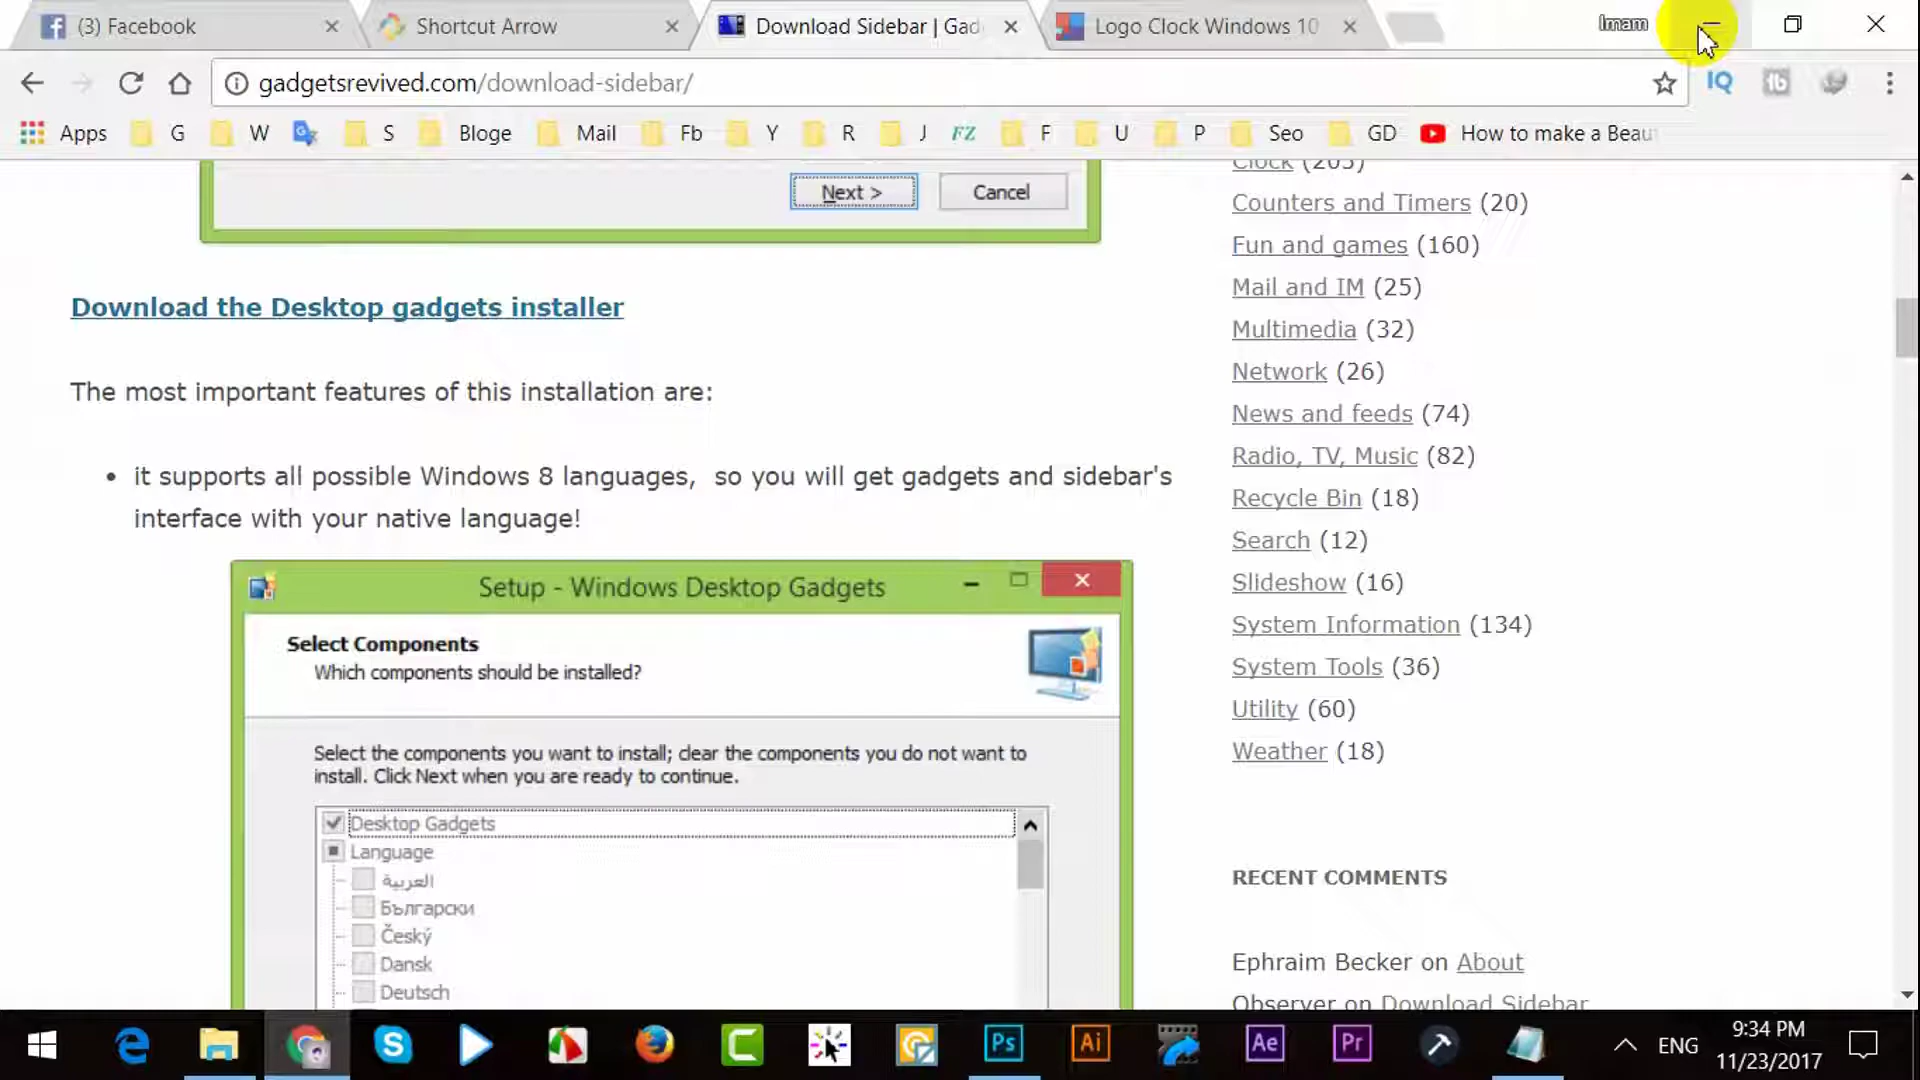 (3) Facebook
Shortcut Arrow
Download Sidebar | Gad
Logo Clock Windows 10
Imam
gadgetsrevived.com/download-sidebar/
Apps
G
W
S
Bloge
Mail
Fb
Y
R
J
FZ
F
U
P
Seo
GD
How to make a Beau
Next >
Cancel
Download the Desktop gadgets installer
The most important features of this installation are:
• it supports all possible Windows 8 languages, so you will get gadgets and sidebar's
interface with your native language!
Setup - Windows Desktop Gadgets
Select Components
Which components should be installed?
Select the components you want to install; clear the components you do not want to
install. Click Next when you are ready to continue.
Desktop Gadgets
Language
العربية
Български
Český
Dansk
Deutsch
Clock (205)
Counters and Timers (20)
Fun and games (160)
Mail and IM (25)
Multimedia (32)
Network (26)
News and feeds (74)
Radio, TV, Music (82)
Recycle Bin (18)
Search (12)
Slideshow (16)
System Information (134)
System Tools (36)
Utility (60)
Weather (18)
RECENT COMMENTS
Ephraim Becker on About
Observer on Download Sidebar
IQ
tb
Ps
Ai
Ae
Pr
ENG
9:34 PM
11/23/2017